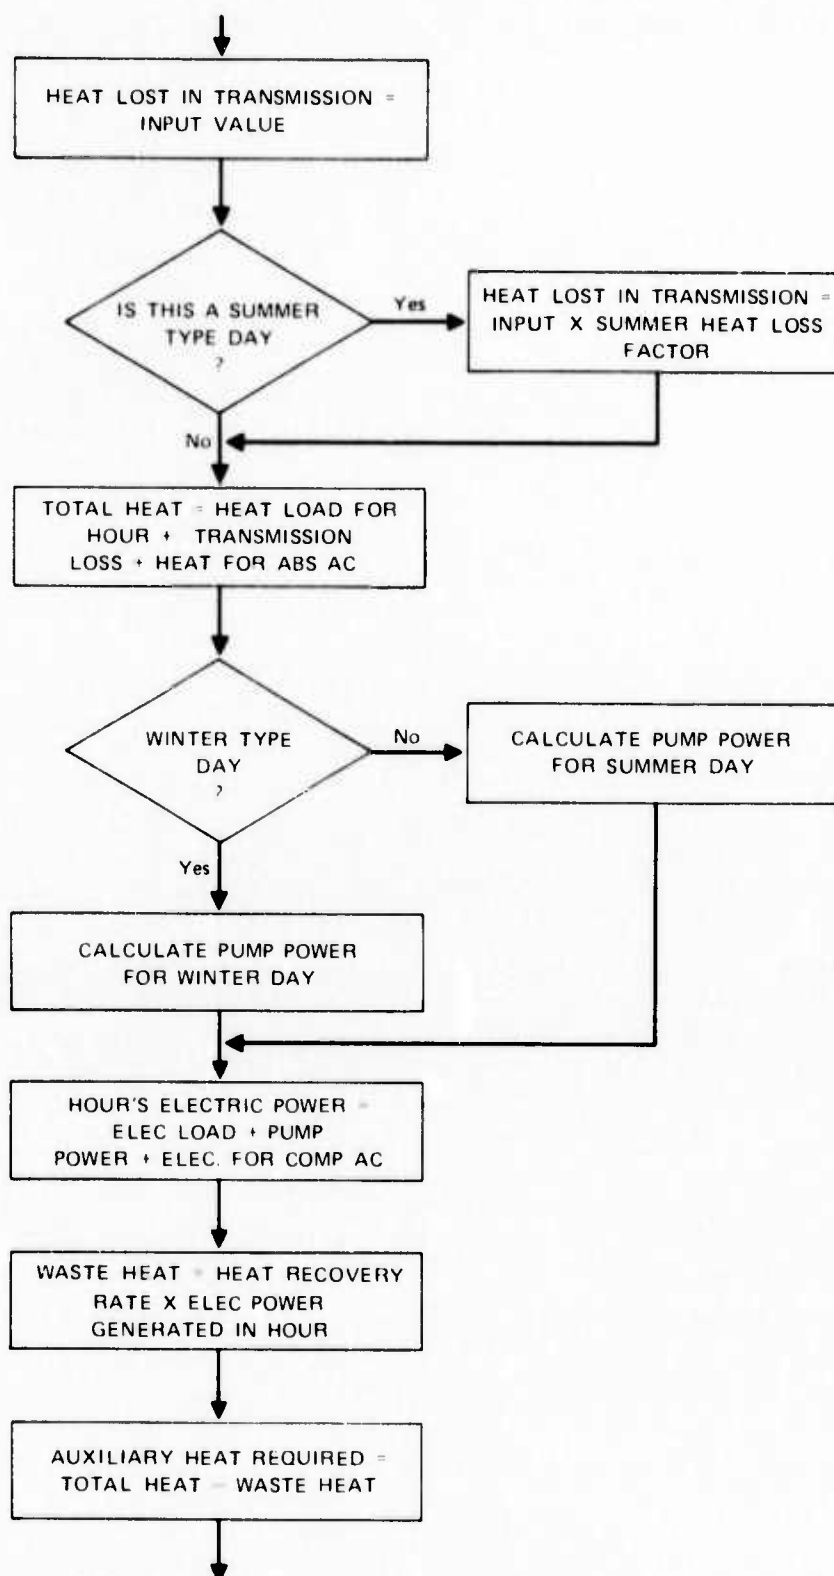 HEAT LOST IN TRANSMISSION =
INPUT VALUE
IS THIS A SUMMER
TYPE DAY
?
Yes
HEAT LOST IN TRANSMISSION =
INPUT X SUMMER HEAT LOSS
FACTOR
No
TOTAL HEAT = HEAT LOAD FOR
HOUR + TRANSMISSION
LOSS + HEAT FOR ABS AC
WINTER TYPE
DAY
?
No
CALCULATE PUMP POWER
FOR SUMMER DAY
Yes
CALCULATE PUMP POWER
FOR WINTER DAY
HOUR'S ELECTRIC POWER =
ELEC LOAD + PUMP
POWER + ELEC. FOR COMP AC
WASTE HEAT = HEAT RECOVERY
RATE X ELEC POWER
GENERATED IN HOUR
AUXILIARY HEAT REQUIRED =
TOTAL HEAT - WASTE HEAT